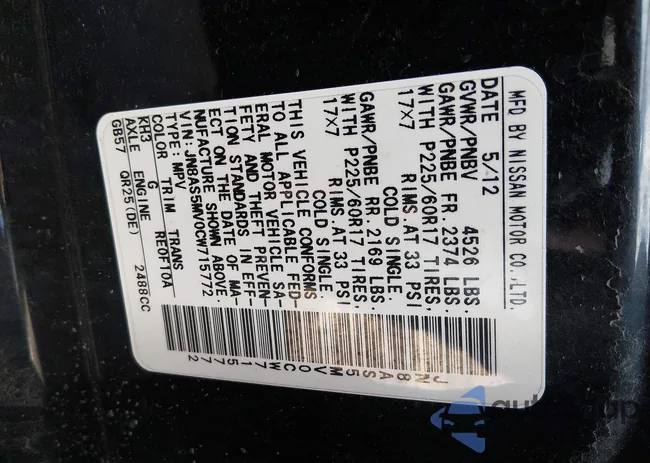 MFD BY NISSAN MOTOR CO.,LTD.
DATE 5/12
GVWR/PNBV 4526 LBS.
GAWR/PNBE FR. 2374 LBS.
WITH P225/60R17 TIRES,
17X7 RIMS AT 33 PSI
COLD SINGLE.
GAWR/PNBE RR. 2169 LBS.
WITH P225/60R17 TIRES,
17X7 RIMS AT 33 PSI
COLD SINGLE.
THIS VEHICLE CONFORMS
TO ALL APPLICABLE FED-
ERAL MOTOR VEHICLE SA
FETY AND THEFT PREVEN-
TION STANDARDS IN EFF-
ECT ON THE DATE OF MA
NUFACTURE SHOWN ABOVE.
VIN:JN8AS5MV0CW715772
TYPE:MPV
COLOR TRIM TRANS
KH3 G RE0F10A
AXLE ENGINE
GB57 QR25(DE) 2488CC
JN8AS5MV0CW715772